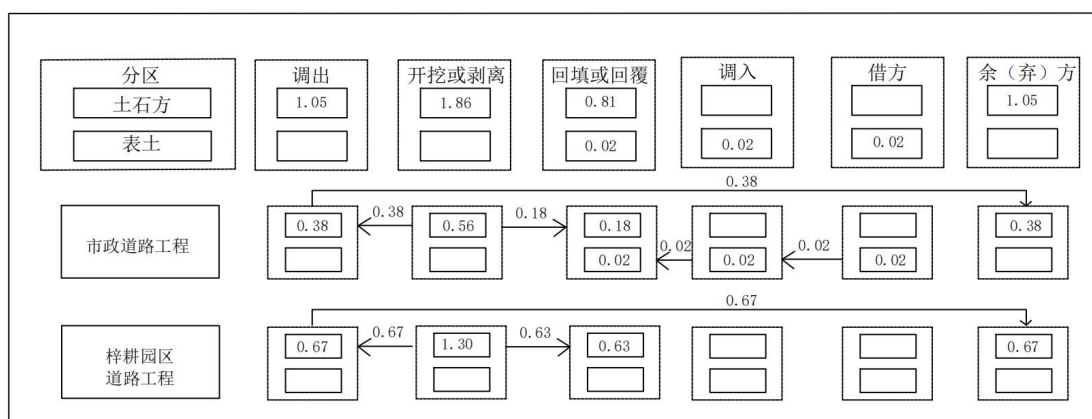 分区 调出 开挖或剥离 回填或回覆 调入 借方 余（弃）方
土石方 1.05 1.86 0.81 1.05
表土 0.02 0.02 0.02
0.38
0.38 0.18
市政道路工程 0.38 0.56 0.18 0.38
0.02 0.02
0.02 0.02 0.02
0.67
0.67 0.63
梓耕园区 0.67 1.30 0.63 0.67
道路工程